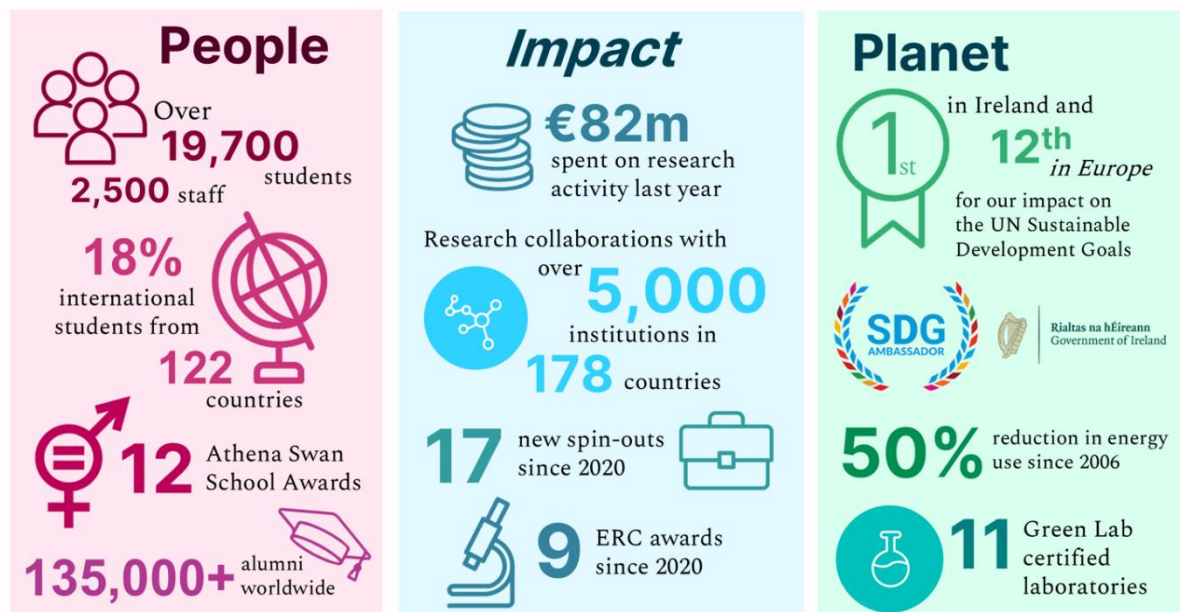 People
Over
19,700
students
2,500 staff
18%
international
students from
122
countries
12 Athena Swan
School Awards
135,000+ alumni
worldwide
Impact
€82m
spent on research
activity last year
Research collaborations with
over
5,000
institutions in
178 countries
17 new spin-outs
since 2020
9 ERC awards
since 2020
Planet
1st
in Ireland and
12th
in Europe
for our impact on
the UN Sustainable
Development Goals
SDG
AMBASSADOR
Rialtas na hÉireann
Government of Ireland
50% reduction in energy
use since 2006
11 Green Lab
certified
laboratories